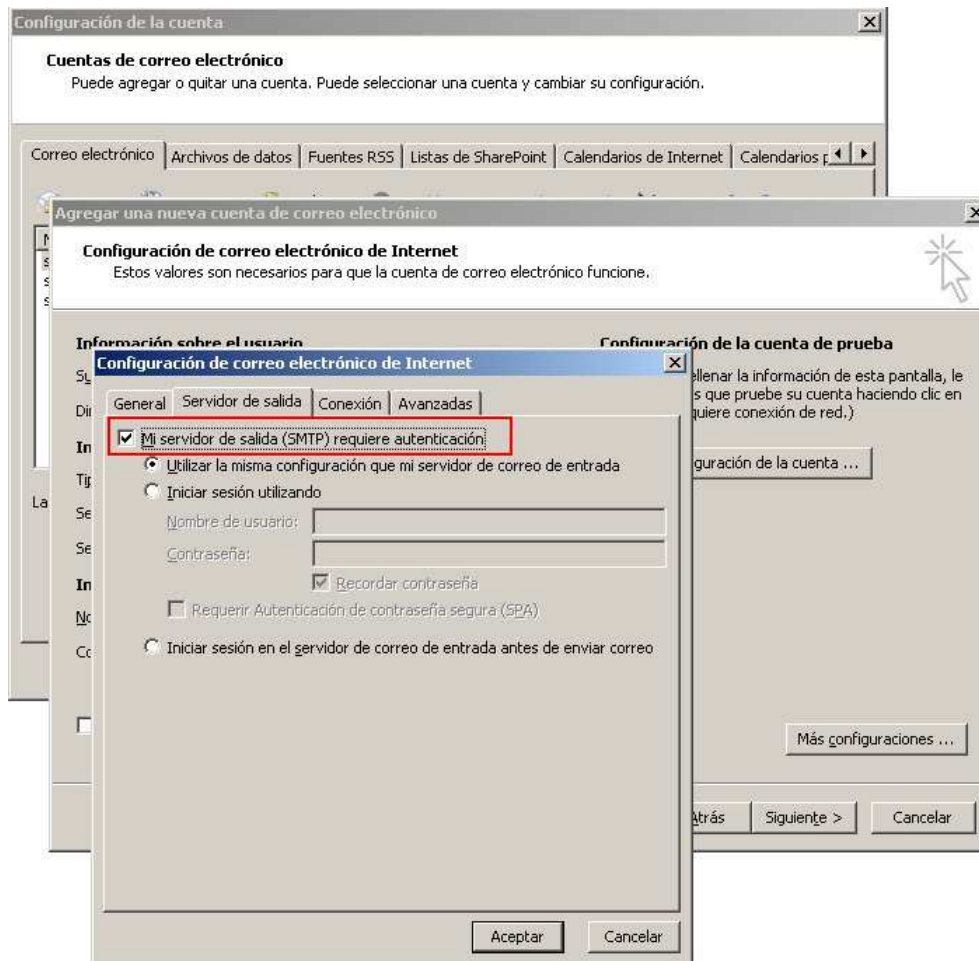 Configuración de la cuenta
Cuentas de correo electrónico
Puede agregar o quitar una cuenta. Puede seleccionar una cuenta y cambiar su configuración.
Correo electrónico Archivos de datos Fuentes RSS Listas de SharePoint Calendarios de Internet Calendarios
Agregar una nueva cuenta de correo electrónico
Configuración de correo electrónico de Internet
Estos valores son necesarios para que la cuenta de correo electrónico funcione.
Información sobre el usuario
Configuración de la cuenta de prueba
ellenar la información de esta pantalla, le
s que pruebe su cuenta haciendo clic en
quiere conexión de red.)
guración de la cuenta ...
Configuración de correo electrónico de Internet
General Servidor de salida Conexión Avanzadas
Mi servidor de salida (SMTP) requiere autenticación
Utilizar la misma configuración que mi servidor de correo de entrada
Iniciar sesión utilizando
Nombre de usuario:
Contraseña:
Recordar contraseña
Requerir Autenticación de contraseña segura (SPA)
Iniciar sesión en el servidor de correo de entrada antes de enviar correo
La
Di
In
Se
Se
In
Más configuraciones ...
Atrás Siguiente > Cancelar
Aceptar Cancelar